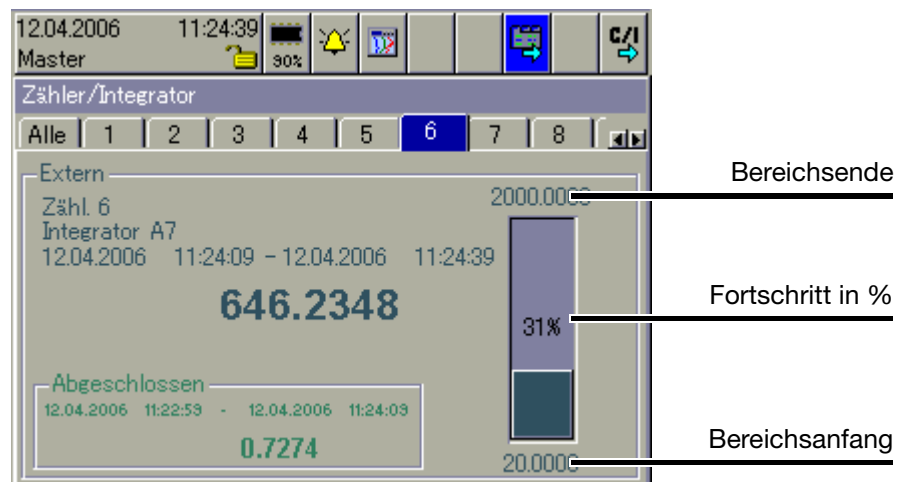 12.04.2006 11:24:39
Master 90% C/I
Zähler/Integrator
Alle 1 2 3 4 5 6 7 8
Extern
2000.0000
Bereichsende
Zähl. 6
Integrator A7
12.04.2006 11:24:09 - 12.04.2006 11:24:39
646.2348
31%
Fortschritt in %
Abgeschlossen
12.04.2006 11:22:59 - 12.04.2006 11:24:09
0.7274
20.0000
Bereichsanfang